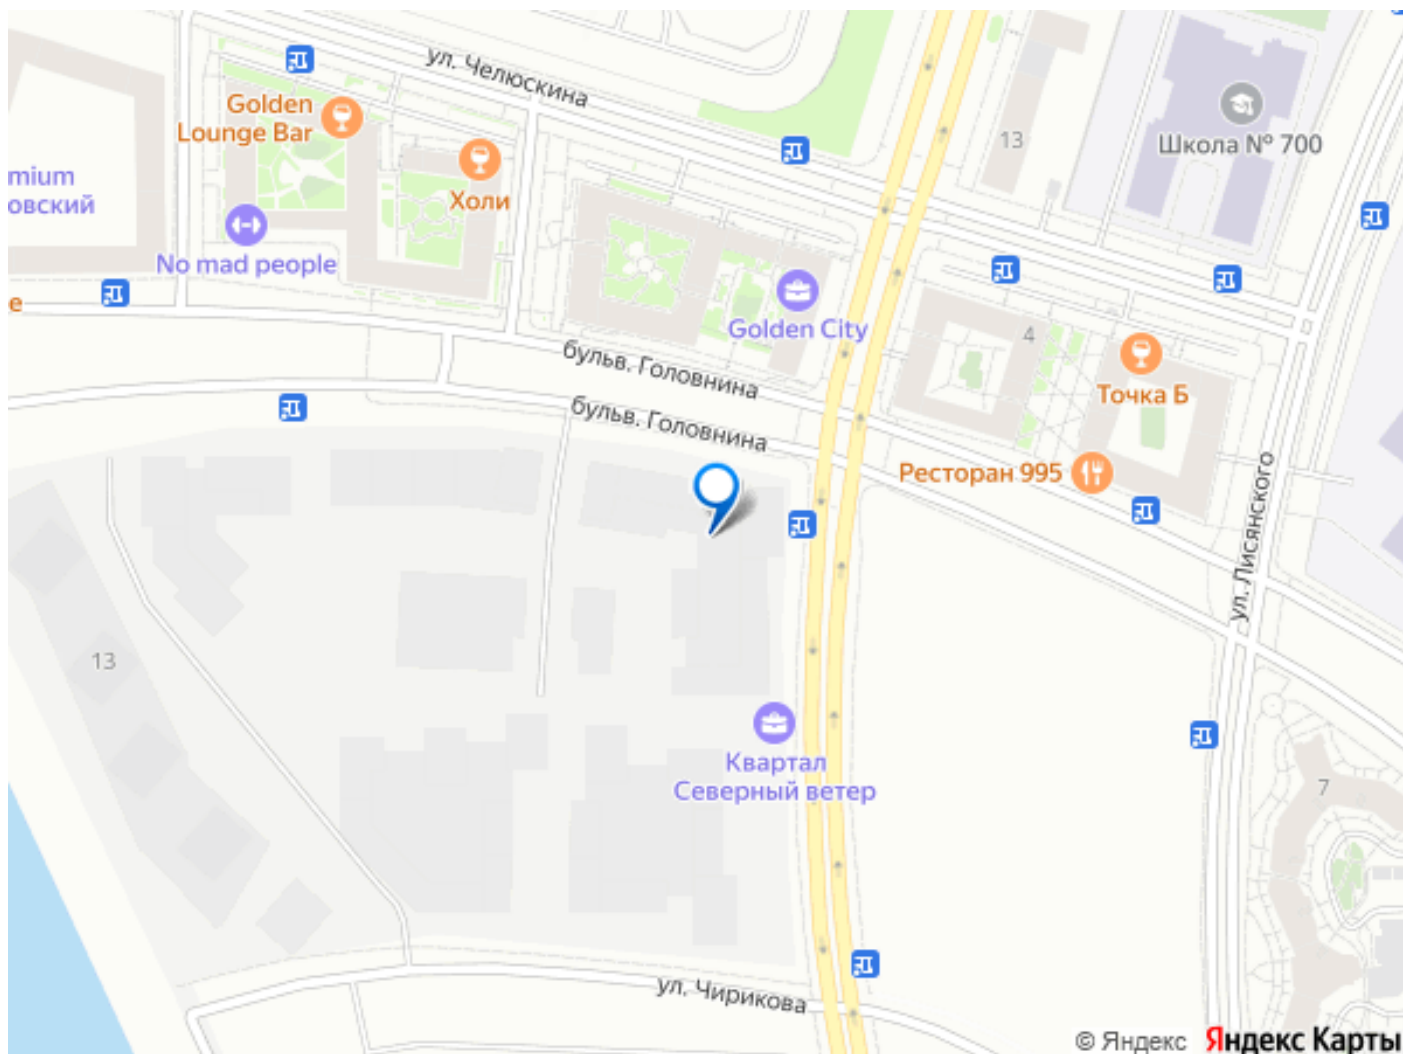 ул. Челюскина
Golden
Lounge Bar
Холи
13
Школа № 700
mium
овский
No mad people
Golden City
е
4
Точка Б
бульв. Головнина
бульв. Головнина
Ресторан 995
ул. Лисянского
13
Квартал
Северный ветер
7
ул. Чирикова
© Яндекс Яндекс Карты